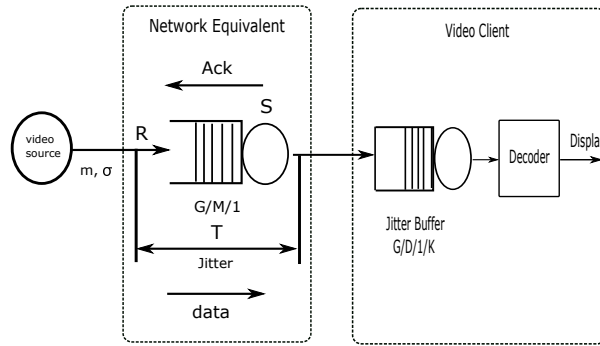 Network Equivalent
Video Client
Ack
S
R
video
source
m, σ
G/M/1
T
Jitter
data
Jitter Buffer
G/D/1/K
Decoder
Displa